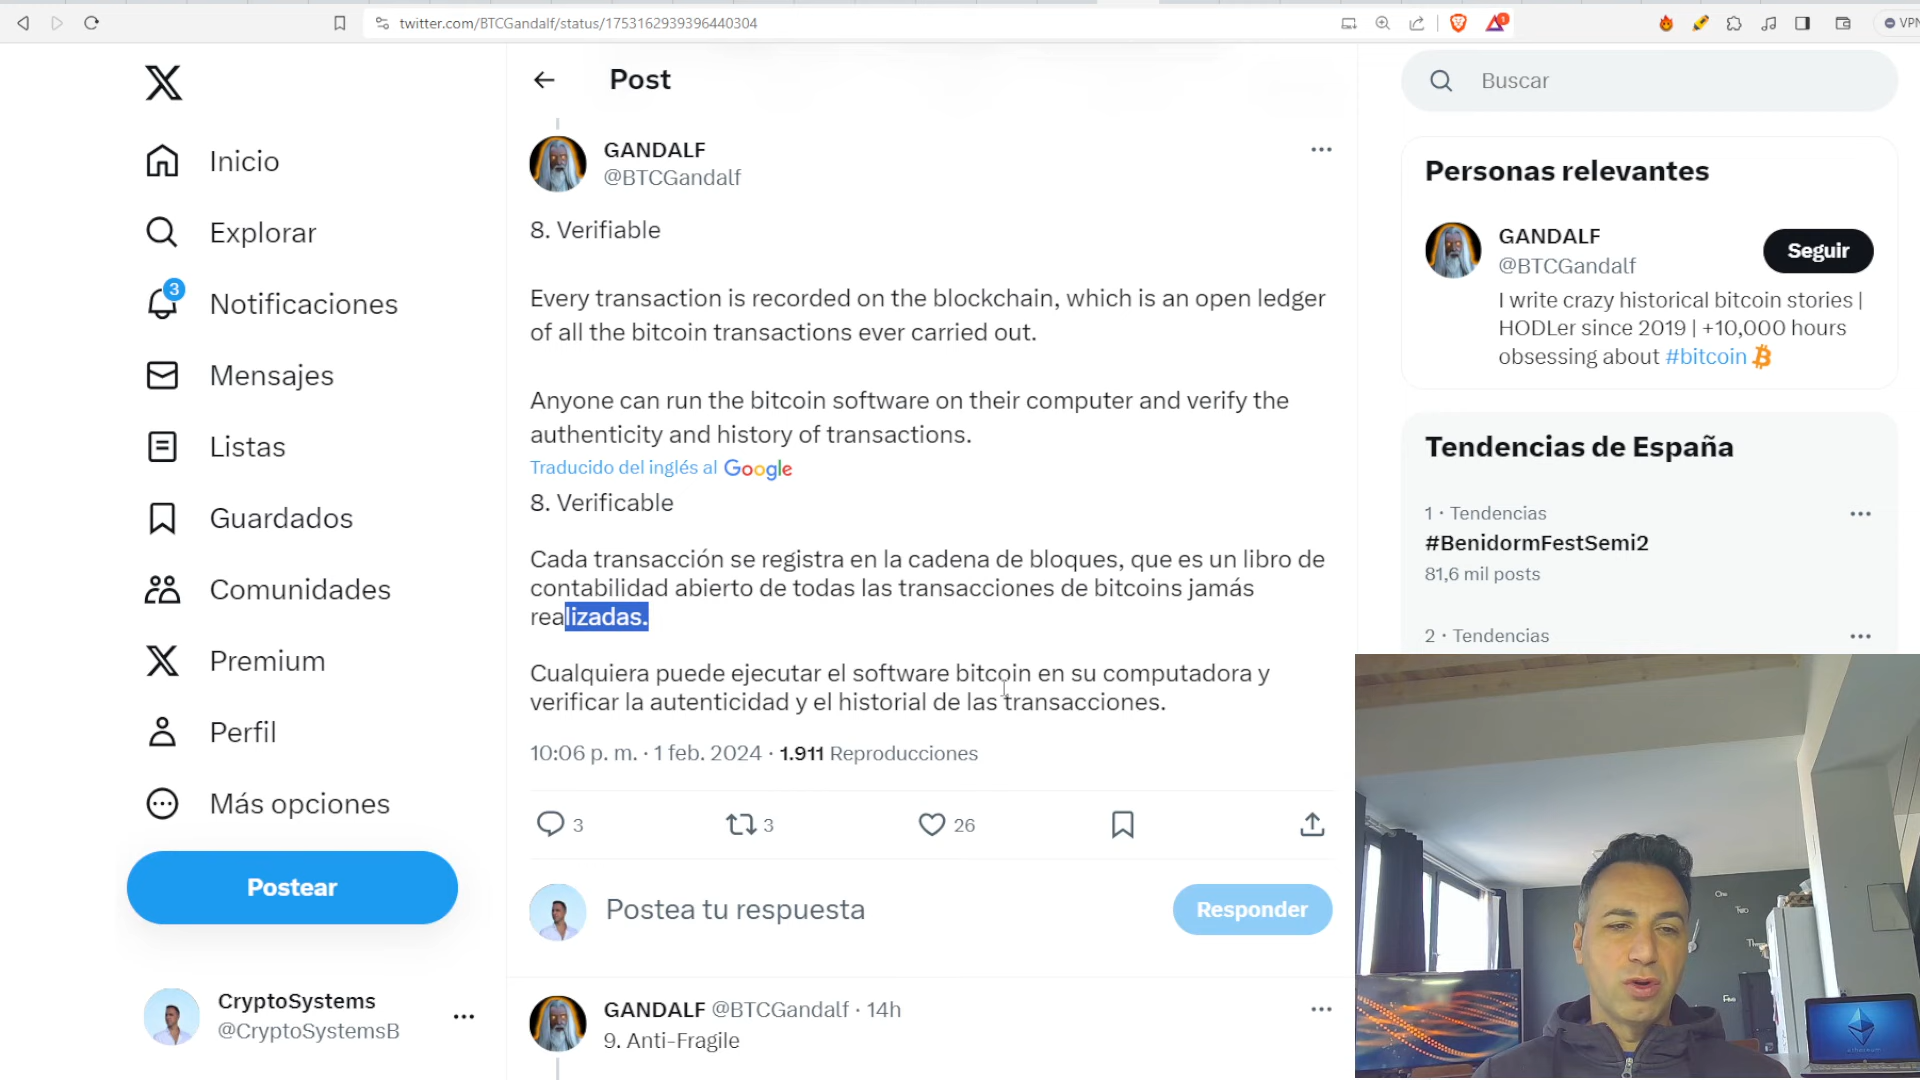 twitter.com/BTCGandalf/status/1753162939396440304
VPN
Inicio
Explorar
3
Notificaciones
Mensajes
Listas
Guardados
Comunidades
Premium
Perfil
Más opciones
Postear
CryptoSystems
@CryptoSystemsB
Post
GANDALF
@BTCGandalf
8. Verifiable
Every transaction is recorded on the blockchain, which is an open ledger
of all the bitcoin transactions ever carried out.
Anyone can run the bitcoin software on their computer and verify the
authenticity and history of transactions.
Traducido del inglés al Google
8. Verificable
Cada transacción se registra en la cadena de bloques, que es un libro de
contabilidad abierto de todas las transacciones de bitcoins jamás
realizadas.
Cualquiera puede ejecutar el software bitcoin en su computadora y
verificar la autenticidad y el historial de las transacciones.
10:06 p. m. · 1 feb. 2024 · 1.911 Reproducciones
3 3 26
Postea tu respuesta
Responder
GANDALF @BTCGandalf · 14h
9. Anti-Fragile
Buscar
Personas relevantes
GANDALF
@BTCGandalf
Seguir
I write crazy historical bitcoin stories |
HODLer since 2019 | +10,000 hours
obsessing about #bitcoin
Tendencias de España
1 · Tendencias
#BenidormFestSemi2
81,6 mil posts
2 · Tendencias